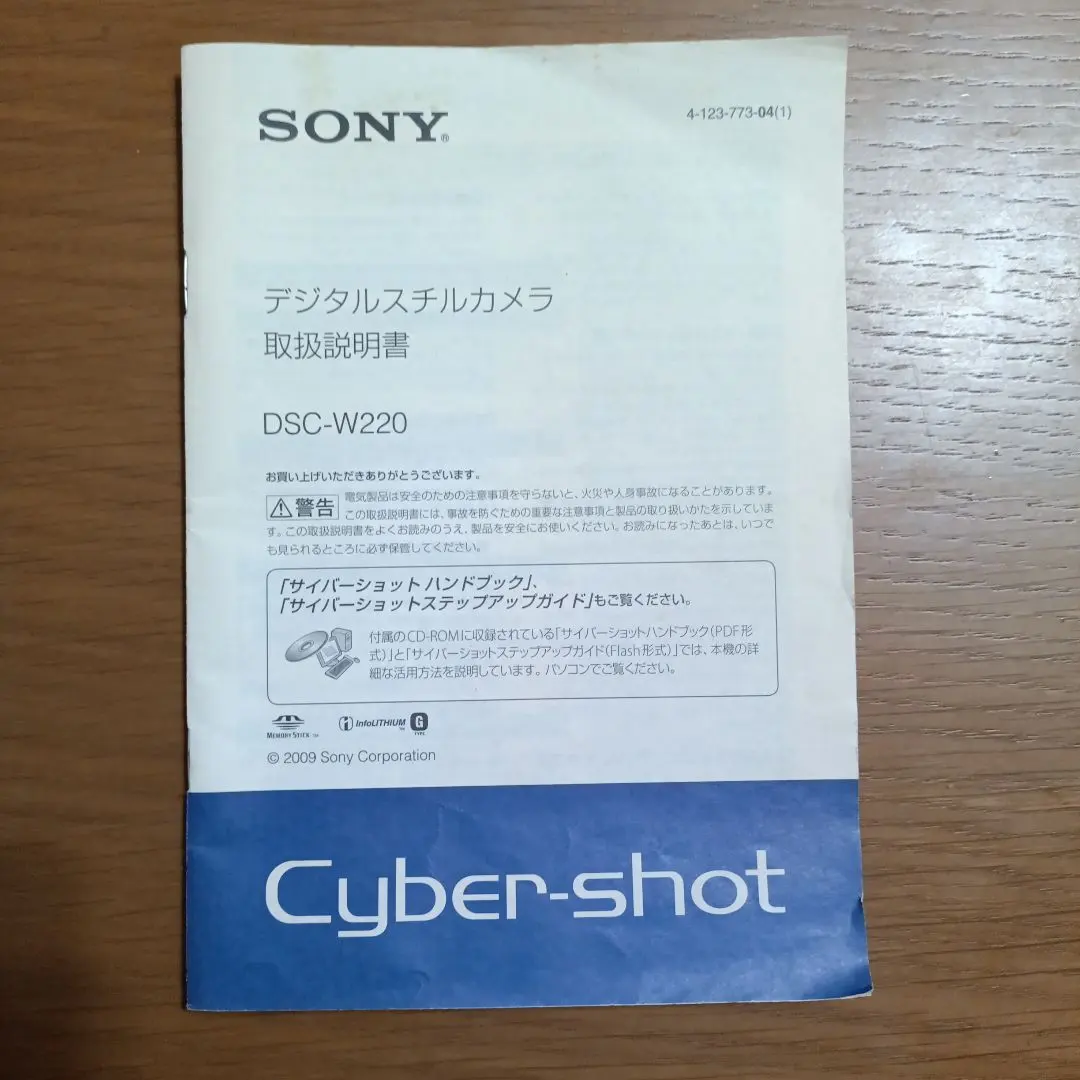 SONY®
4-123-773-04(1)
デジタルスチルカメラ
取扱説明書
DSC-W220
お買い上げいただきありがとうございます。
警告
電気製品は安全のための注意事項を守らないと、火災や人身事故になることがあります。
この取扱説明書には、事故を防ぐための重要な注意事項と製品の取り扱いかたを示していま
す。この取扱説明書をよくお読みのうえ、製品を安全にお使いください。お読みになったあとは、いつで
も見られるところに必ず保管してください。
「サイバーショット ハンドブック」、
「サイバーショットステップアップガイド」もご覧ください。
付属のCD-ROMに収録されている「サイバーショットハンドブック（PDF形
式）」と「サイバーショットステップアップガイド（Flash形式）」では、本機の詳
細な活用方法を説明しています。パソコンでご覧ください。
MEMORY STICK ™
InfoLITHIUM ™ G TYPE
© 2009 Sony Corporation
Cyber-shot